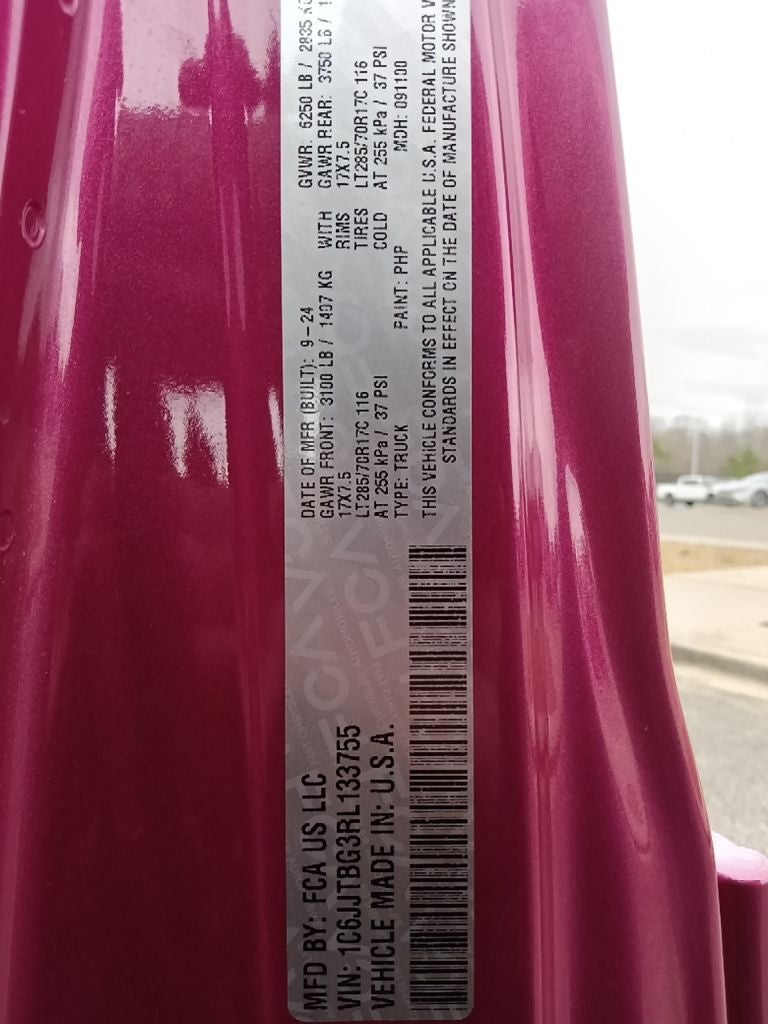 MFD BY: FCA US LLC
VIN: 1C6JJTBG3RL133755
VEHICLE MADE IN: U.S.A.
DATE OF MFR (BUILT): 9-24 GVWR: 6250 LB / 2835 KG
GAWR FRONT: 3100 LB / 1407 KG WITH GAWR REAR: 3750 LB /
17X7.5 RIMS 17X7.5
LT285/70R17C 116 TIRES LT285/70R17C 116
AT 255 kPa / 37 PSI COLD AT 255 kPa / 37 PSI
TYPE: TRUCK PAINT: PHP MDH: 091100
THIS VEHICLE CONFORMS TO ALL APPLICABLE U.S.A. FEDERAL MOTOR
STANDARDS IN EFFECT ON THE DATE OF MANUFACTURE SHOWN